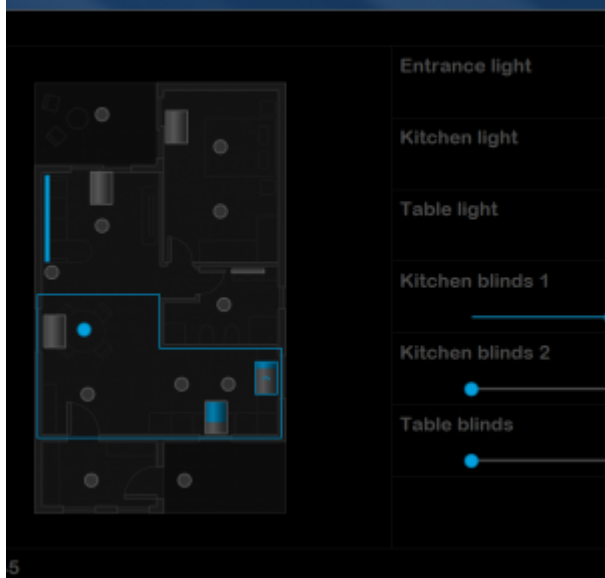 Entrance light
Kitchen light
Table light
Kitchen blinds 1
Kitchen blinds 2
Table blinds
5